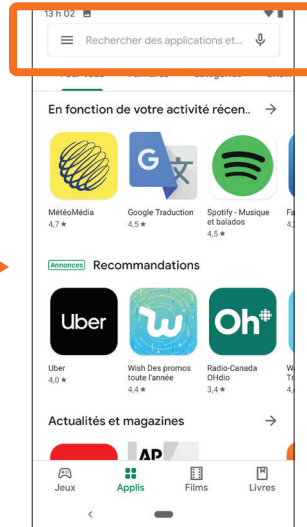 13 h 02
Rechercher des applications et...
En fonction de votre activité récen.. →
G
MétéoMédia
4,7 ★
Google Traduction
4,5 ★
Spotify - Musique
et balados
4,5 ★
Annonces Recommandations
Uber
Oh
Uber
4,0 ★
Wish Des promos
toute l'année
4,4 ★
Radio-Canada
OHdio
3,4 ★
Actualités et magazines →
AP
Jeux
Applis
Films
Livres